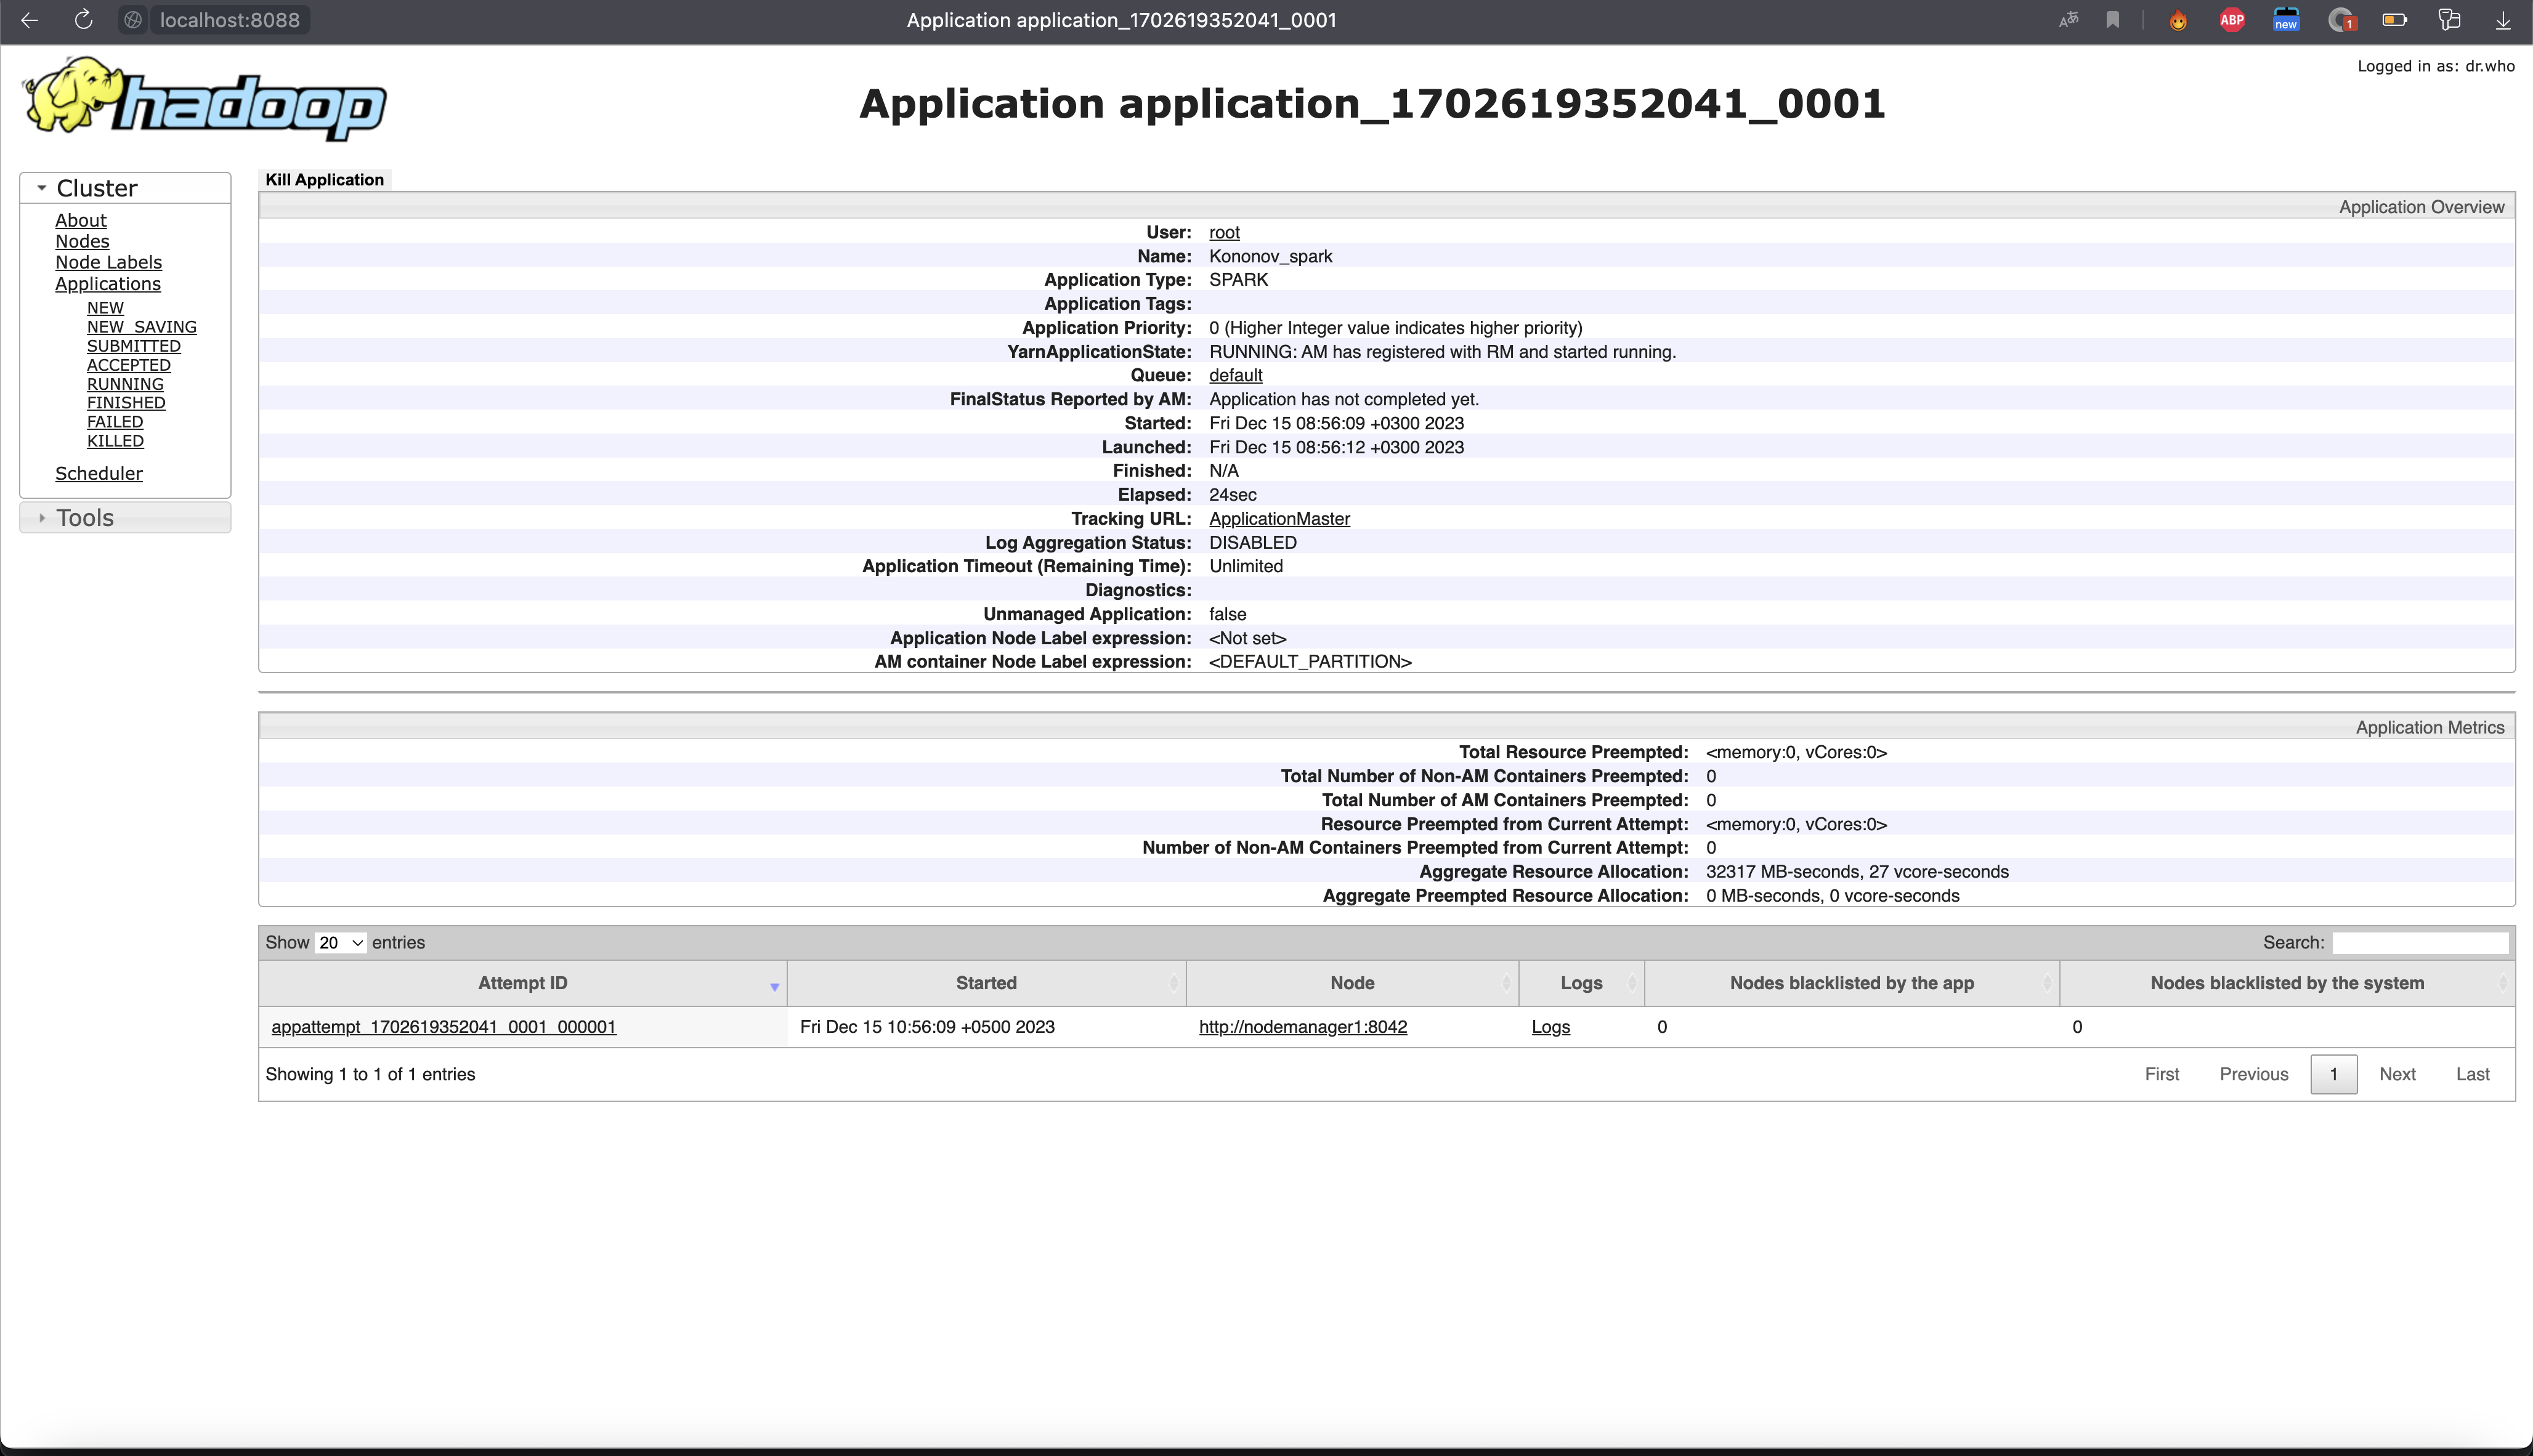 localhost:8088
Application application_1702619352041_0001
ABP
new
1
hadoop
Application application_1702619352041_0001
Logged in as: dr.who
Cluster
About
Nodes
Node Labels
Applications
NEW
NEW_SAVING
SUBMITTED
ACCEPTED
RUNNING
FINISHED
FAILED
KILLED
Scheduler
Tools
Kill Application
Application Overview
User: root
Name: Kononov_spark
Application Type: SPARK
Application Tags:
Application Priority: 0 (Higher Integer value indicates higher priority)
YarnApplicationState: RUNNING: AM has registered with RM and started running.
Queue: default
FinalStatus Reported by AM: Application has not completed yet.
Started: Fri Dec 15 08:56:09 +0300 2023
Launched: Fri Dec 15 08:56:12 +0300 2023
Finished: N/A
Elapsed: 24sec
Tracking URL: ApplicationMaster
Log Aggregation Status: DISABLED
Application Timeout (Remaining Time): Unlimited
Diagnostics:
Unmanaged Application: false
Application Node Label expression: <Not set>
AM container Node Label expression: <DEFAULT_PARTITION>
Application Metrics
Total Resource Preempted: <memory:0, vCores:0>
Total Number of Non-AM Containers Preempted: 0
Total Number of AM Containers Preempted: 0
Resource Preempted from Current Attempt: <memory:0, vCores:0>
Number of Non-AM Containers Preempted from Current Attempt: 0
Aggregate Resource Allocation: 32317 MB-seconds, 27 vcore-seconds
Aggregate Preempted Resource Allocation: 0 MB-seconds, 0 vcore-seconds
Show 20 entries Search:
Attempt ID Started Node Logs Nodes blacklisted by the app Nodes blacklisted by the system
appattempt_1702619352041_0001_000001 Fri Dec 15 10:56:09 +0500 2023 http://nodemanager1:8042 Logs 0 0
Showing 1 to 1 of 1 entries First Previous 1 Next Last